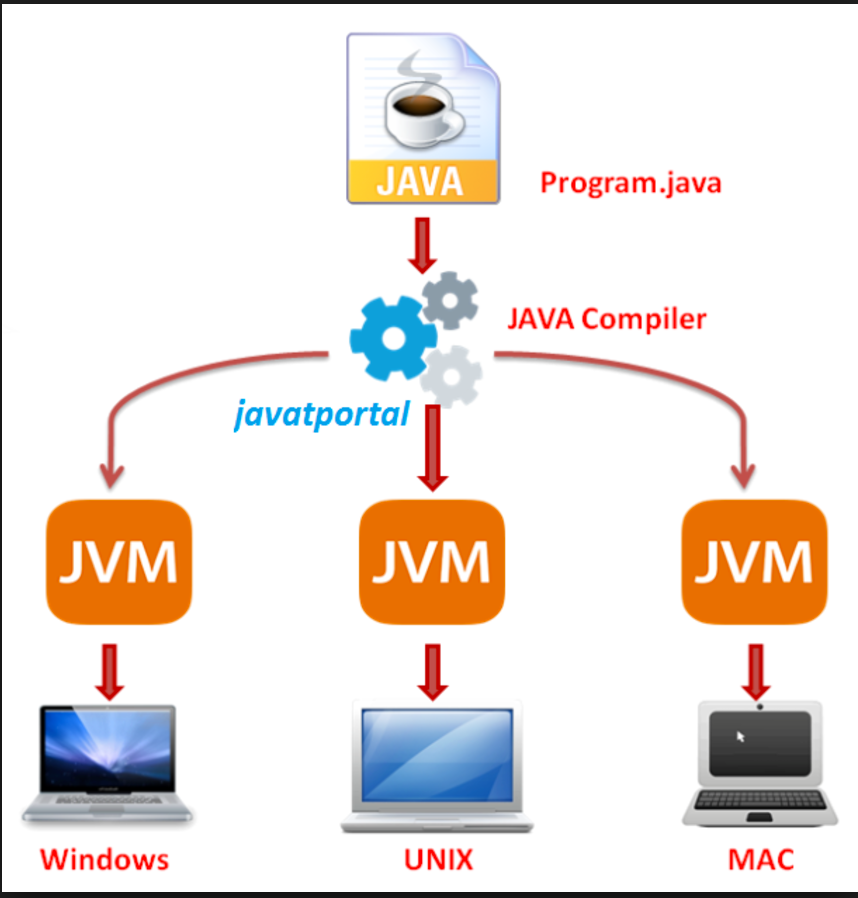 JAVA
Program.java
JAVA Compiler
javatportal
JVM
JVM
JVM
Windows
UNIX
MAC